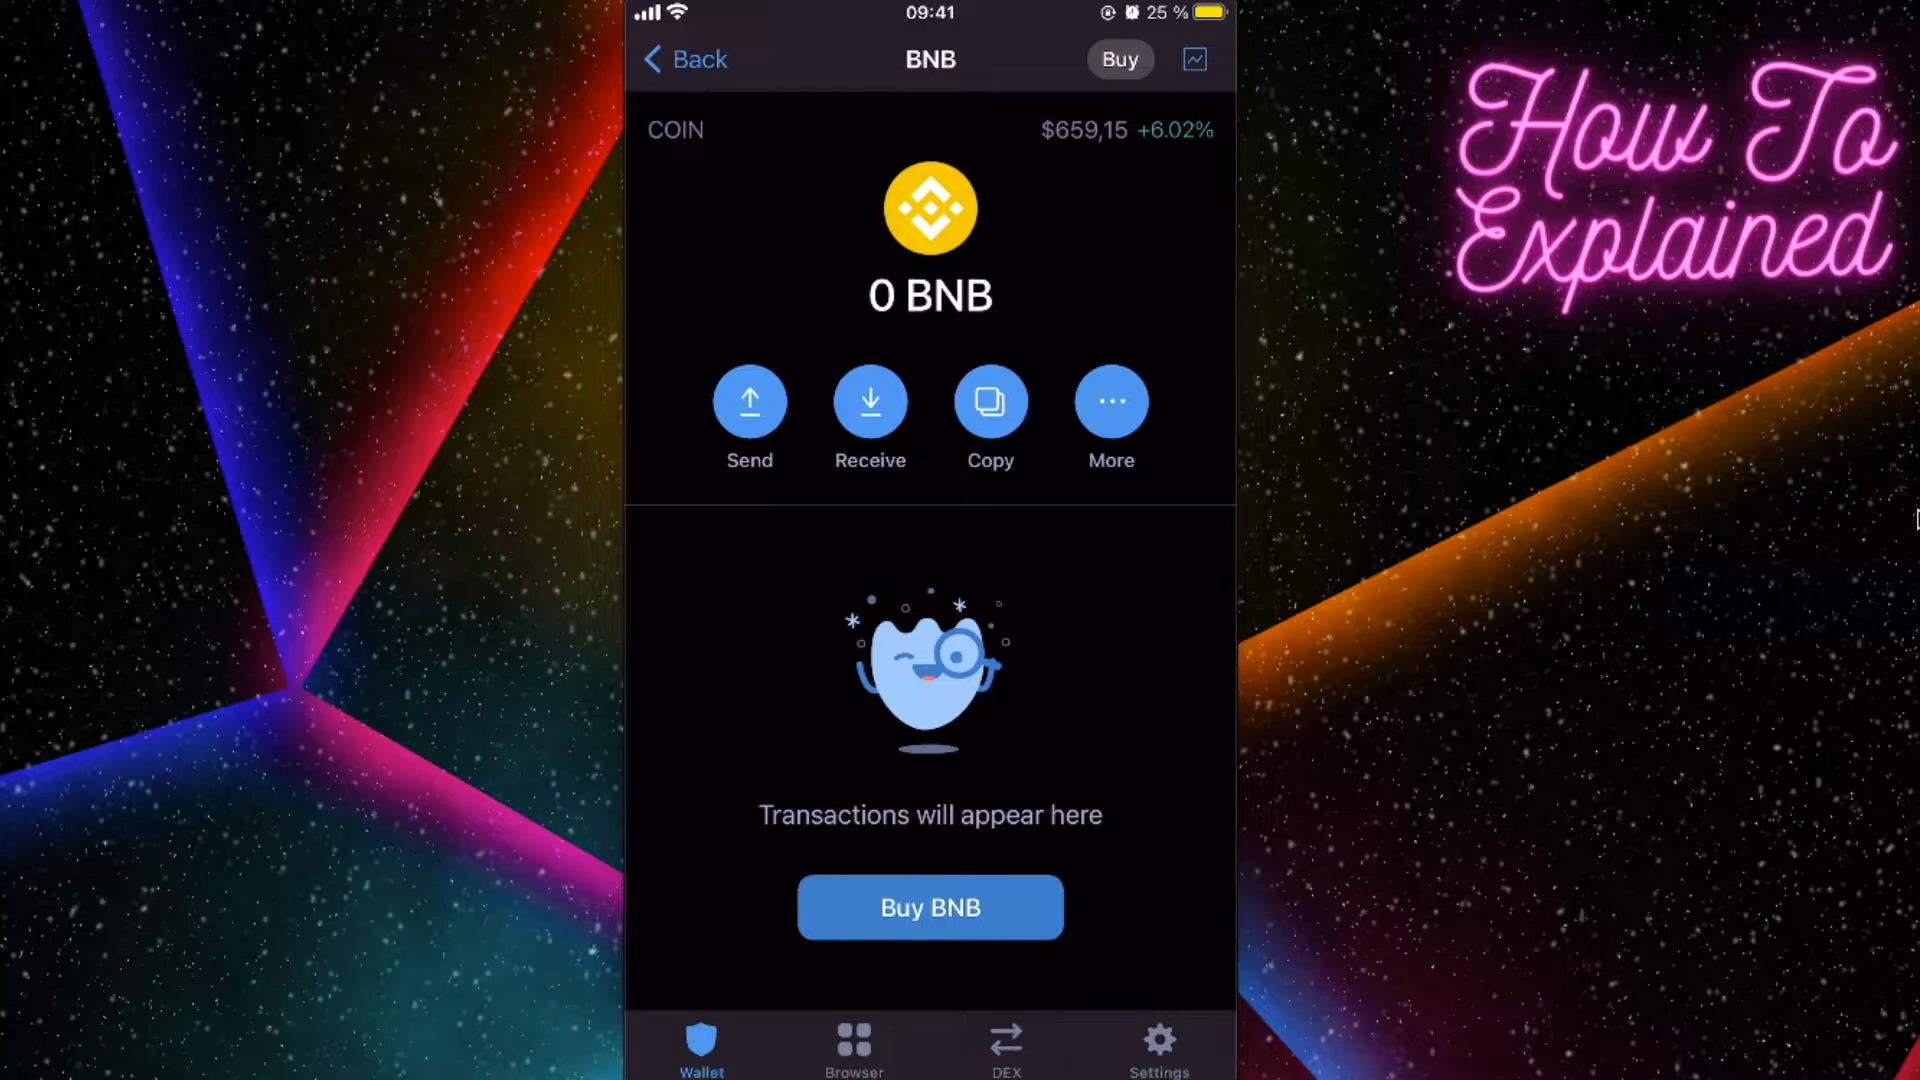 09:41
25 %
Back
BNB
Buy
COIN
$659,15 +6.02%
0 BNB
Send
Receive
Copy
More
Transactions will appear here
Buy BNB
Wallet
Browser
DEX
Settings
How To
Explained